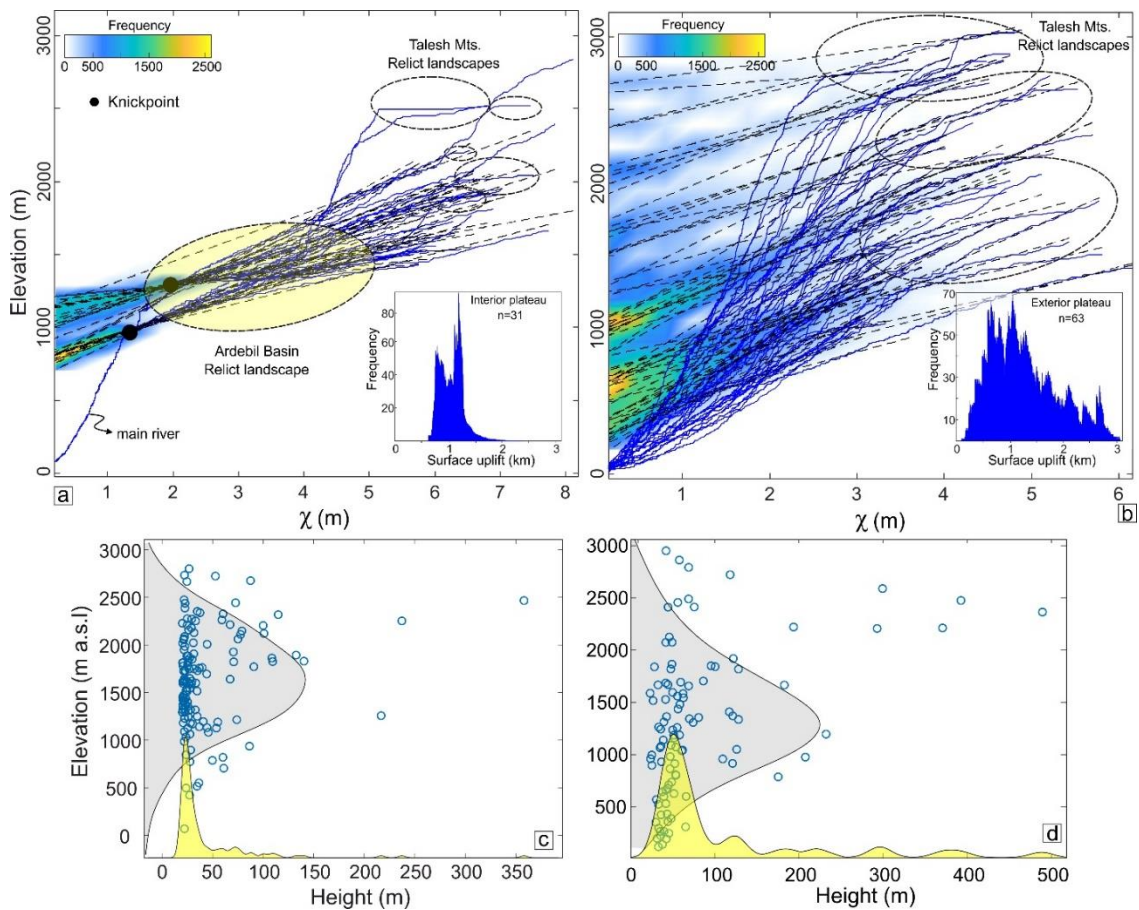 Frequency
0 500 1500 2500
Knickpoint
Talesh Mts.
Relict landscapes
Ardebil Basin
Relict landscape
main river
Elevation (m)
3000
2000
1000
0
1 2 3 4 5 6 7 8
χ (m)
a
Interior plateau
n=31
Frequency
80
60
40
20
0 1 2 3
Surface uplift (km)
Frequency
0 500 1500 2500
Talesh Mts.
Relict landscapes
3000
2000
1000
0
1 2 3 4 5 6
χ (m)
b
Exterior plateau
n=63
Frequency
70
50
30
10
0 1 2 3
Surface uplift (km)
Elevation (m a.s.l)
3000
2500
2000
1500
1000
500
0
0 50 100 150 200 250 300 350
Height (m)
c
3000
2500
2000
1500
1000
500
0 100 200 300 400 500
Height (m)
d